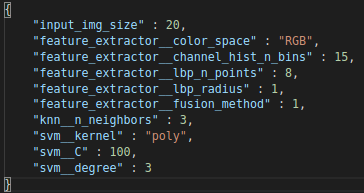 {
"input_img_size" : 20,
"feature_extractor__color_space" : "RGB",
"feature_extractor__channel_hist_n_bins" : 15,
"feature_extractor__lbp_n_points" : 8,
"feature_extractor__lbp_radius" : 1,
"feature_extractor__fusion_method" : 1,
"knn__n_neighbors" : 3,
"svm__kernel" : "poly",
"svm__C" : 100,
"svm__degree" : 3
}